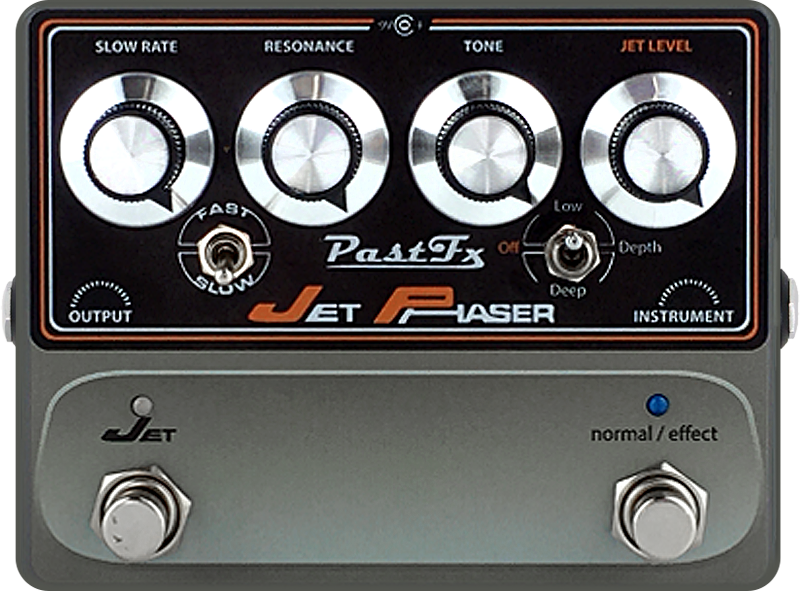 9V
SLOW RATE
RESONANCE
TONE
JET LEVEL
FAST
SLOW
PastFx
Low
Off
Depth
Deep
JET PHASER
OUTPUT
INSTRUMENT
JET
normal / effect